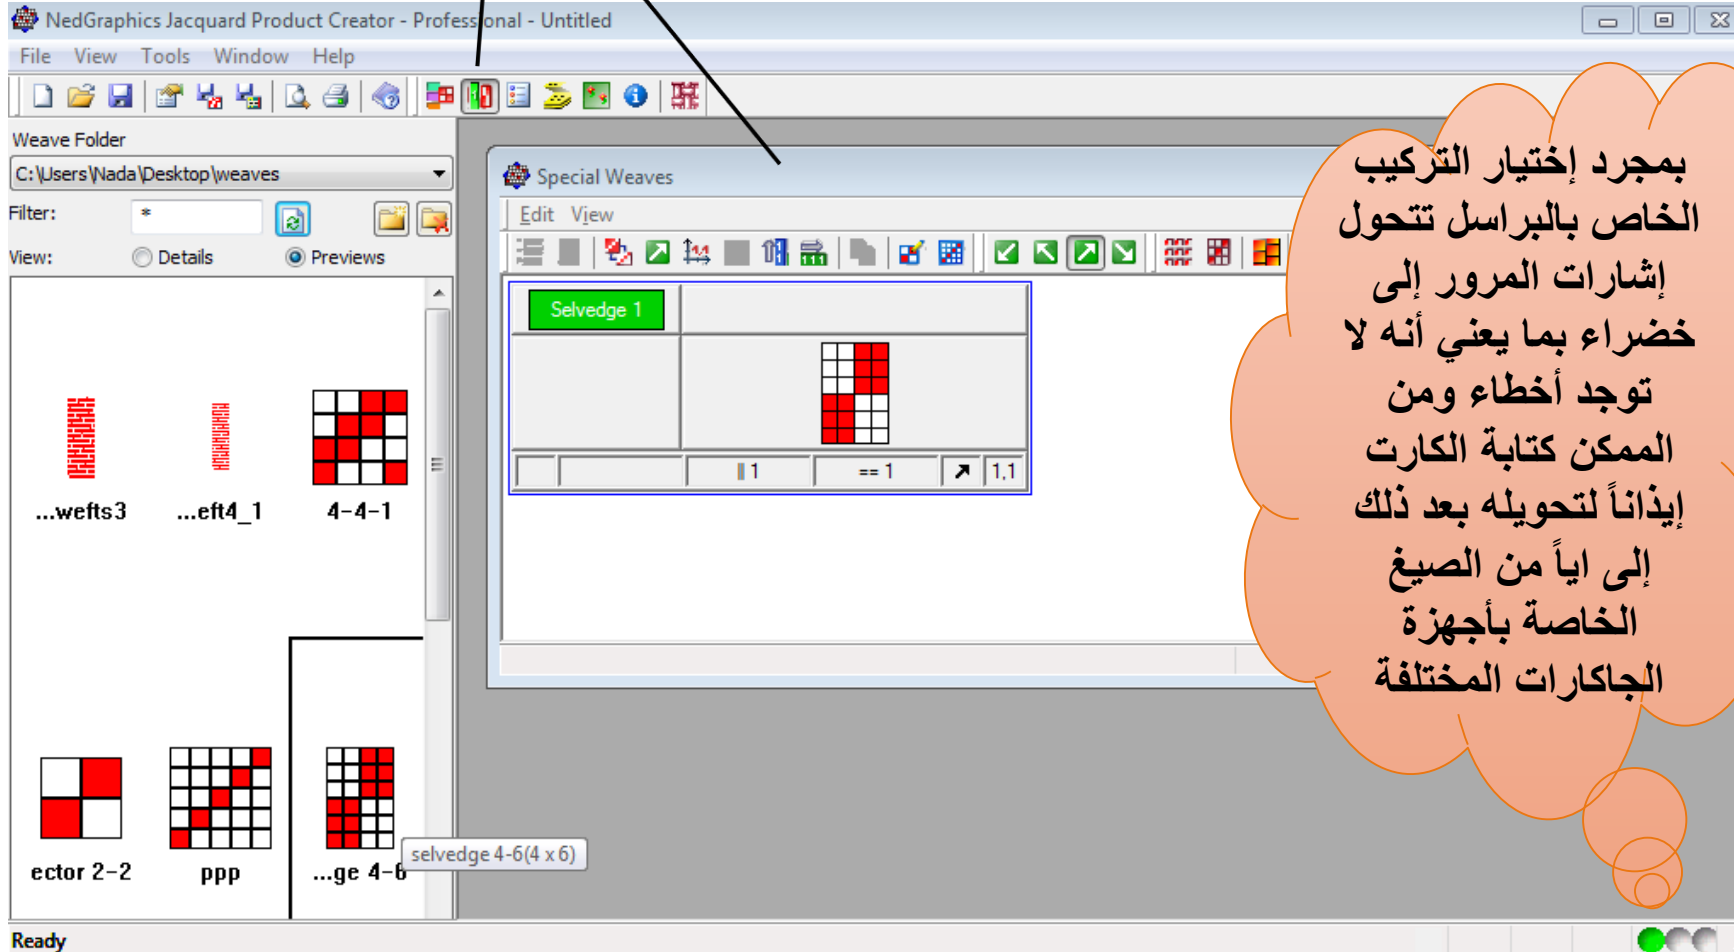 NedGraphics Jacquard Product Creator - Professional - Untitled
File View Tools Window Help
Weave Folder
C:\Users\Nada\Desktop\weaves
Filter: *
View: Details Previews
...wefts3 ...eft4_1 4-4-1
ector 2-2 ppp ...ge 4-6
selvedge 4-6(4 x 6)
Special Weaves
Edit View
Selvedge 1
1 == 1 1,1
بمجرد إختيار التركيب
الخاص بالبراسل تتحول
إشارات المرور إلى
خضراء بما يعني أنه لا
توجد أخطاء ومن
الممكن كتابة الكارت
إيذاناً لتحويله بعد ذلك
إلى اياً من الصيغ
الخاصة بأجهزة
الجاكارات المختلفة
Ready